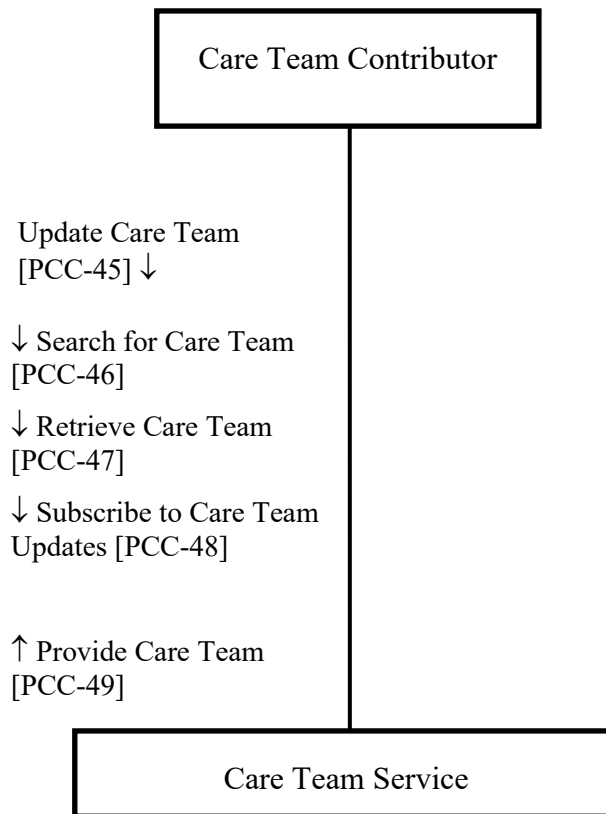 Care Team Contributor
Update Care Team
[PCC-45] ↓
↓ Search for Care Team
[PCC-46]
↓ Retrieve Care Team
[PCC-47]
↓ Subscribe to Care Team
Updates [PCC-48]
↑ Provide Care Team
[PCC-49]
Care Team Service